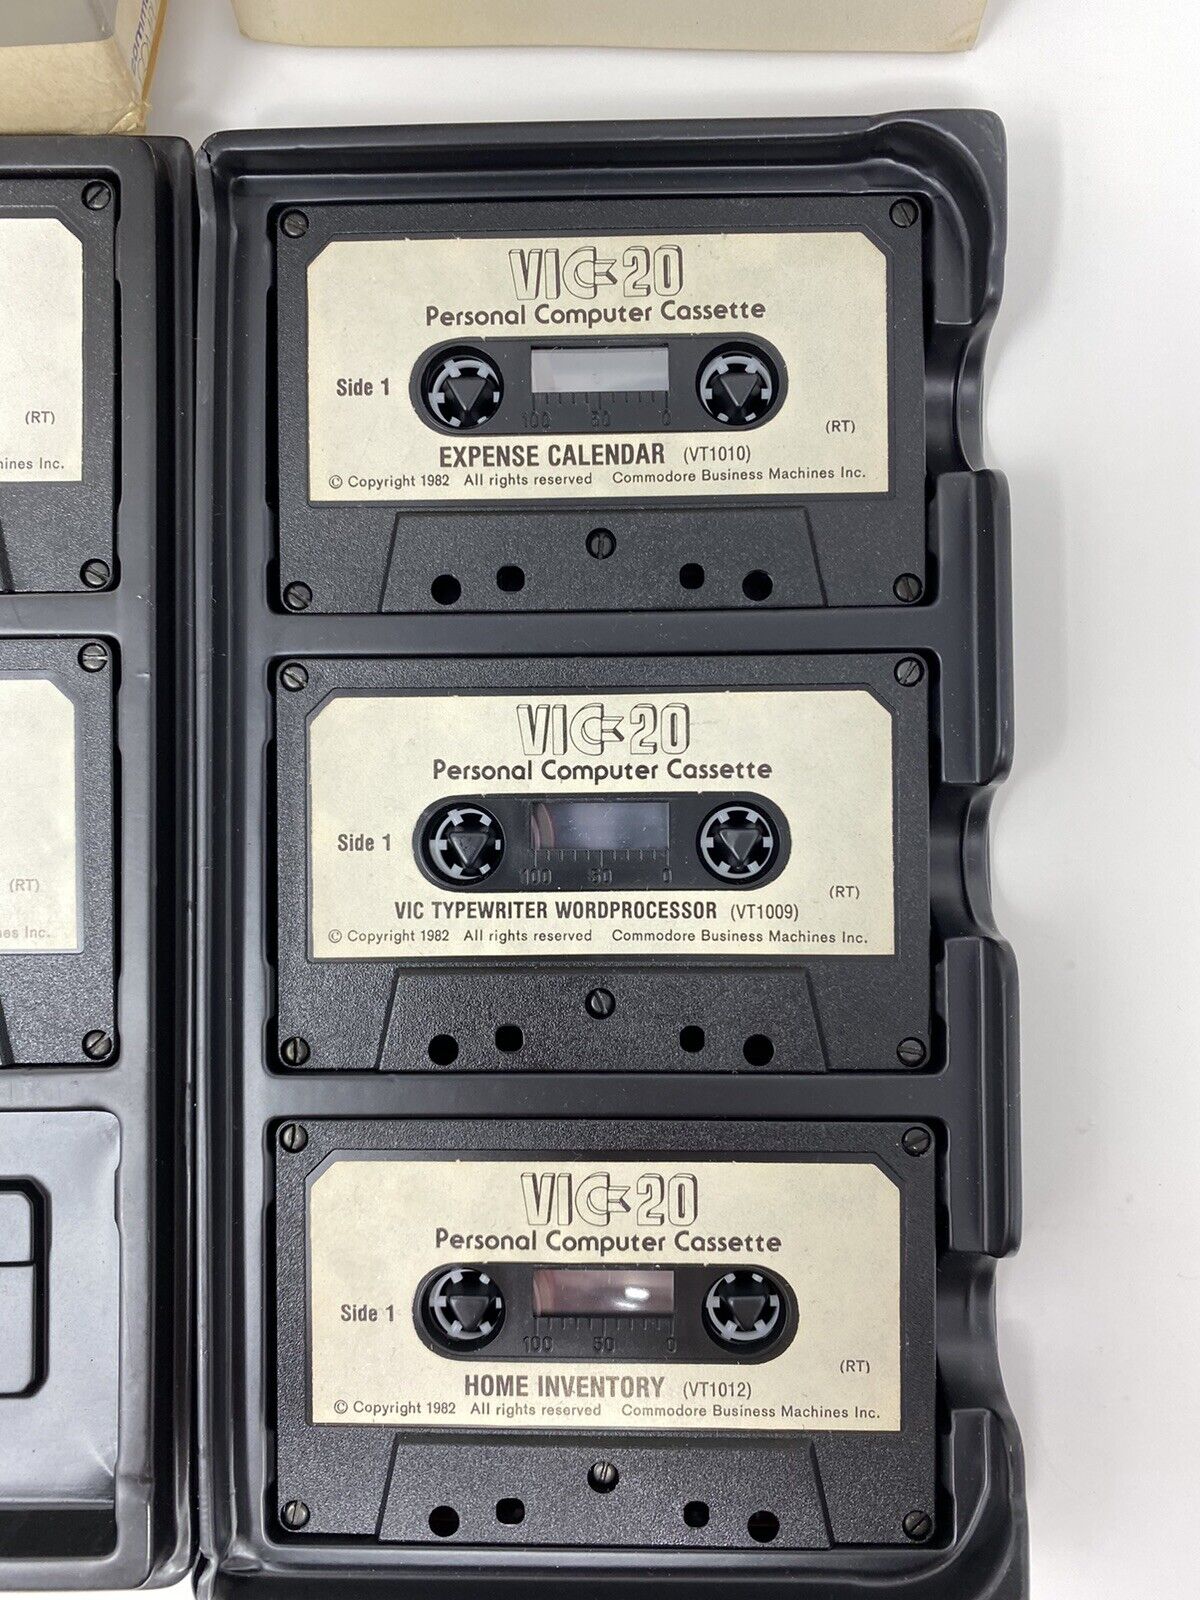 VIC-20
Personal Computer Cassette
Side 1
100 50 0
(RT)
EXPENSE CALENDAR (VT1010)
© Copyright 1982 All rights reserved Commodore Business Machines Inc.
VIC-20
Personal Computer Cassette
Side 1
100 50 0
(RT)
VIC TYPEWRITER WORDPROCESSOR (VT1009)
© Copyright 1982 All rights reserved Commodore Business Machines Inc.
VIC-20
Personal Computer Cassette
Side 1
100 50 0
(RT)
HOME INVENTORY (VT1012)
© Copyright 1982 All rights reserved Commodore Business Machines Inc.
(RT)
Inc.
(RT)
Inc.